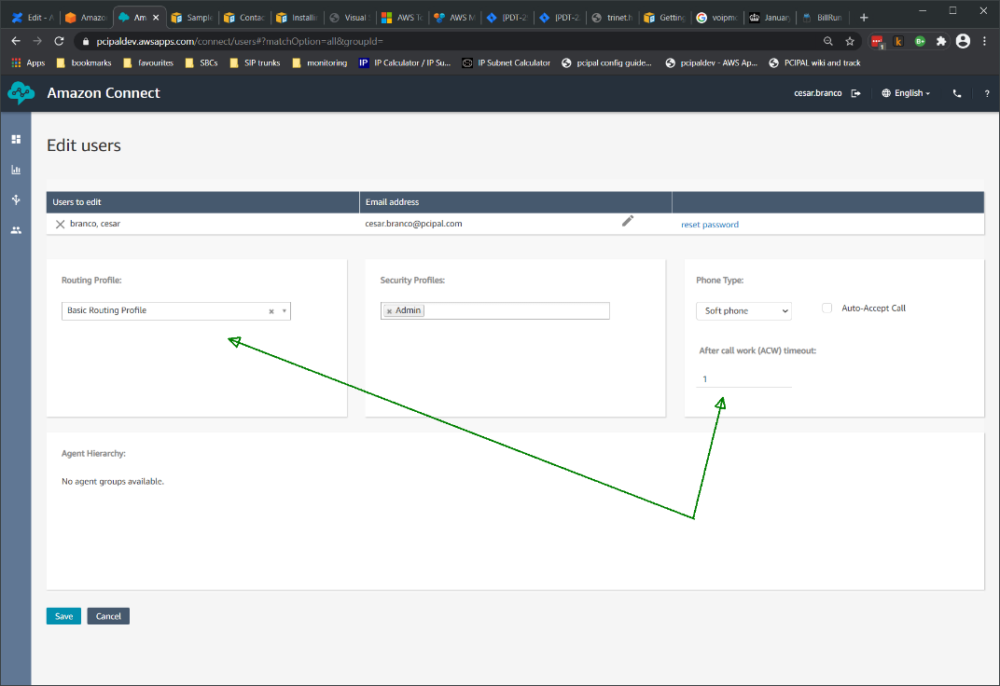 Edit - A
Amazo
Am
Sample
Contac
Installin
Visual
AWS To
AWS M
[PDT-2
[PDT-2
trinet.h
Getting
voipmo
Januar
BillRun
pcipaldev.awsapps.com/connect/users#?matchOption=all&groupId=
Apps bookmarks favourites SBCs SIP trunks monitoring IP IP Calculator / IP Su... IP Subnet Calculator pcipal config guide... pcipaldev - AWS Ap... PCIPAL wiki and track
Amazon Connect
cesar.branco English ?
Edit users
Users to edit Email address
branco, cesar cesar.branco@pcipal.com reset password
Routing Profile: Security Profiles: Phone Type:
Basic Routing Profile Admin Soft phone Auto-Accept Call
After call work (ACW) timeout:
1
Agent Hierarchy:
No agent groups available.
Save Cancel